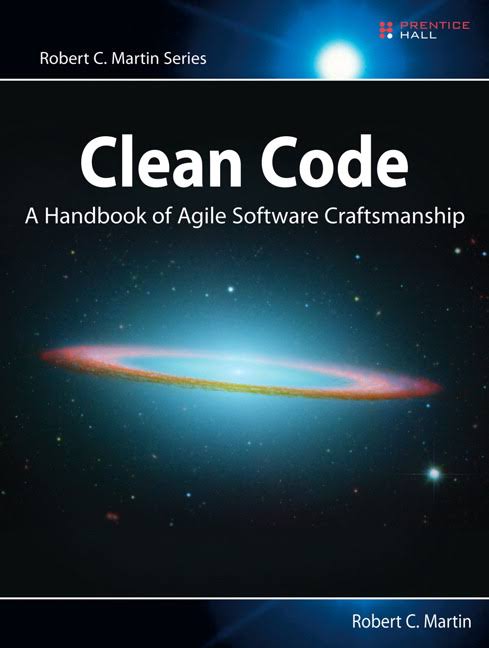 PRENTICE
HALL
Robert C. Martin Series
Clean Code
A Handbook of Agile Software Craftsmanship
Robert C. Martin